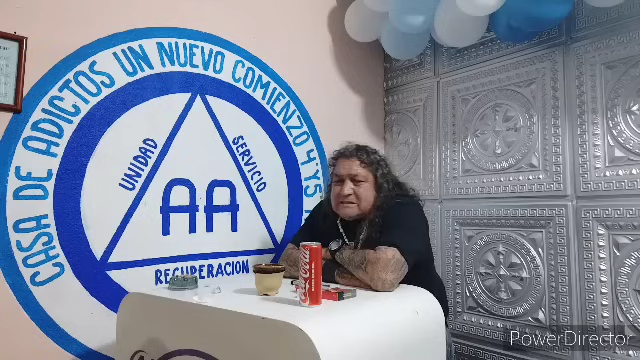 CASA DE ADICTOS UN NUEVO COMIENZO 4 Y 5
UNIDAD
SERVICIO
AA
RECUPERACION
Coca-Cola
PowerDirector